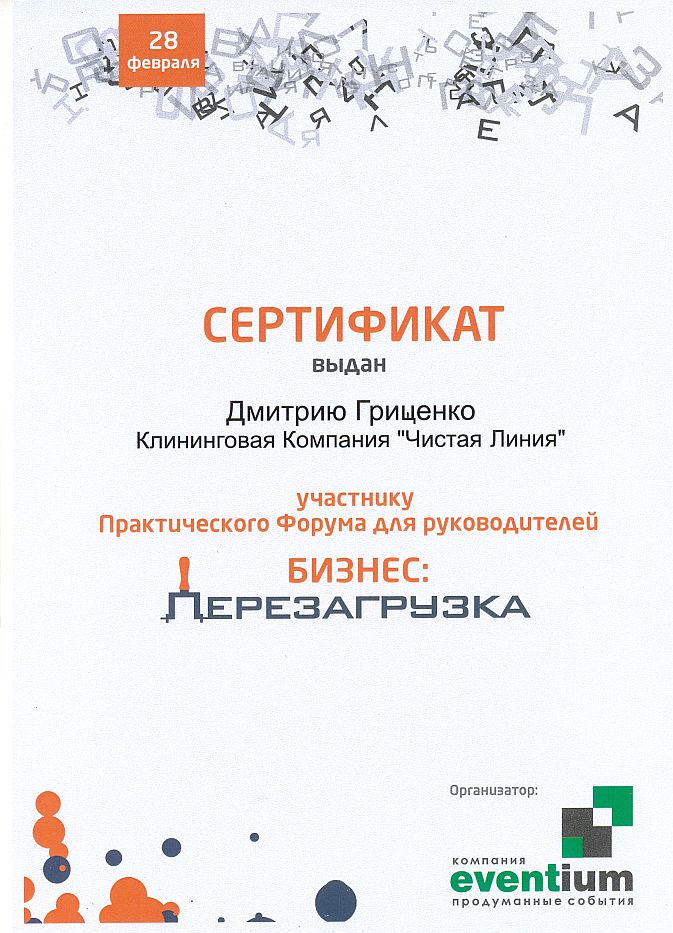 28
февраля
СЕРТИФИКАТ
выдан
Дмитрию Гриценко
Клининговая Компания "Чистая Линия"
участнику
Практического Форума для руководителей
БИЗНЕС:
ПЕРЕЗАГРУЗКА
Организатор:
компания
eventium
продуманные события